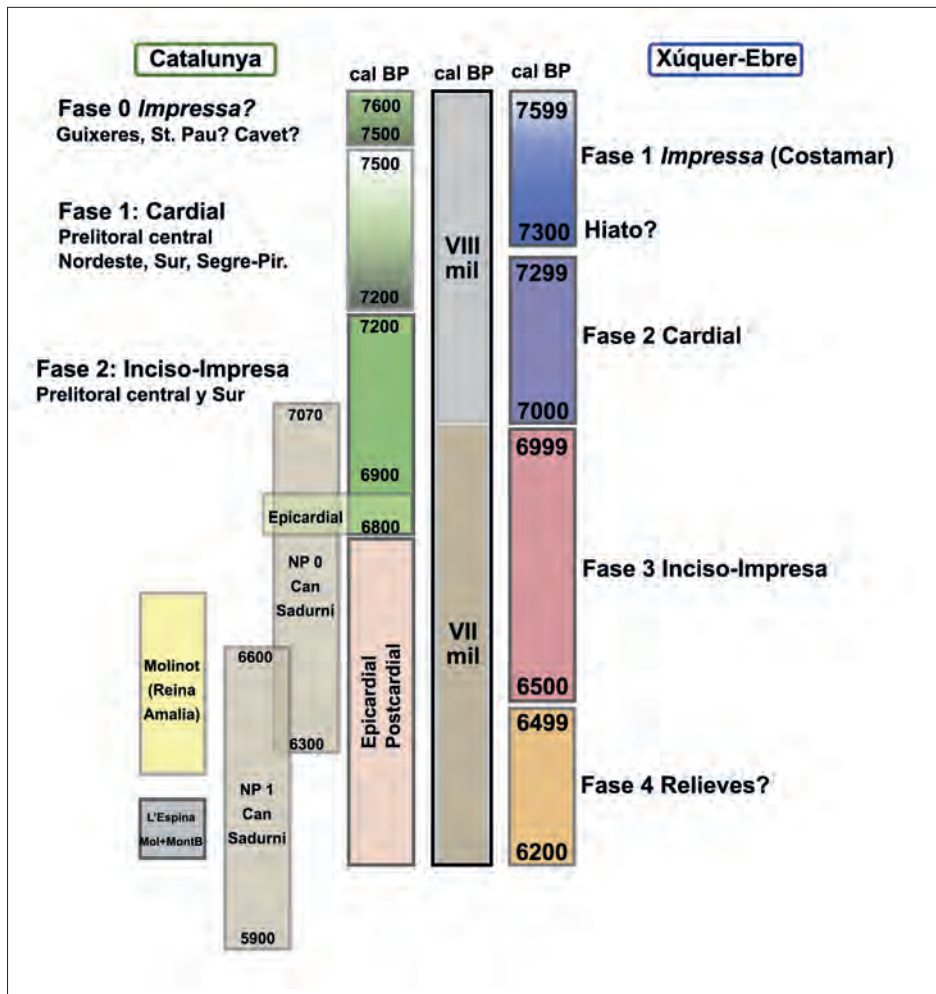 Catalunya
Xúquer-Ebre
cal BP
cal BP
cal BP
Fase 0 Impressa?
Guixeres, St. Pau? Cavet?
7600
7500
7599
Fase 1 Impressa (Costamar)
7500
Fase 1: Cardial
Prelitoral central
Nordeste, Sur, Segre-Pir.
7200
VIII
mil
7300
Hiato?
7299
7200
Fase 2 Cardial
Fase 2: Inciso-Impresa
Prelitoral central y Sur
7070
7000
6999
6900
Epicardial
6800
NP 0
Can
Sadurni
Fase 3 Inciso-Impresa
VII
mil
Molinot
(Reina
Amalia)
6600
Epicardial
Postcardial
6500
6499
6300
Fase 4 Relieves?
NP 1
Can
Sadurni
L'Espina
Mol+MontB
6200
5900